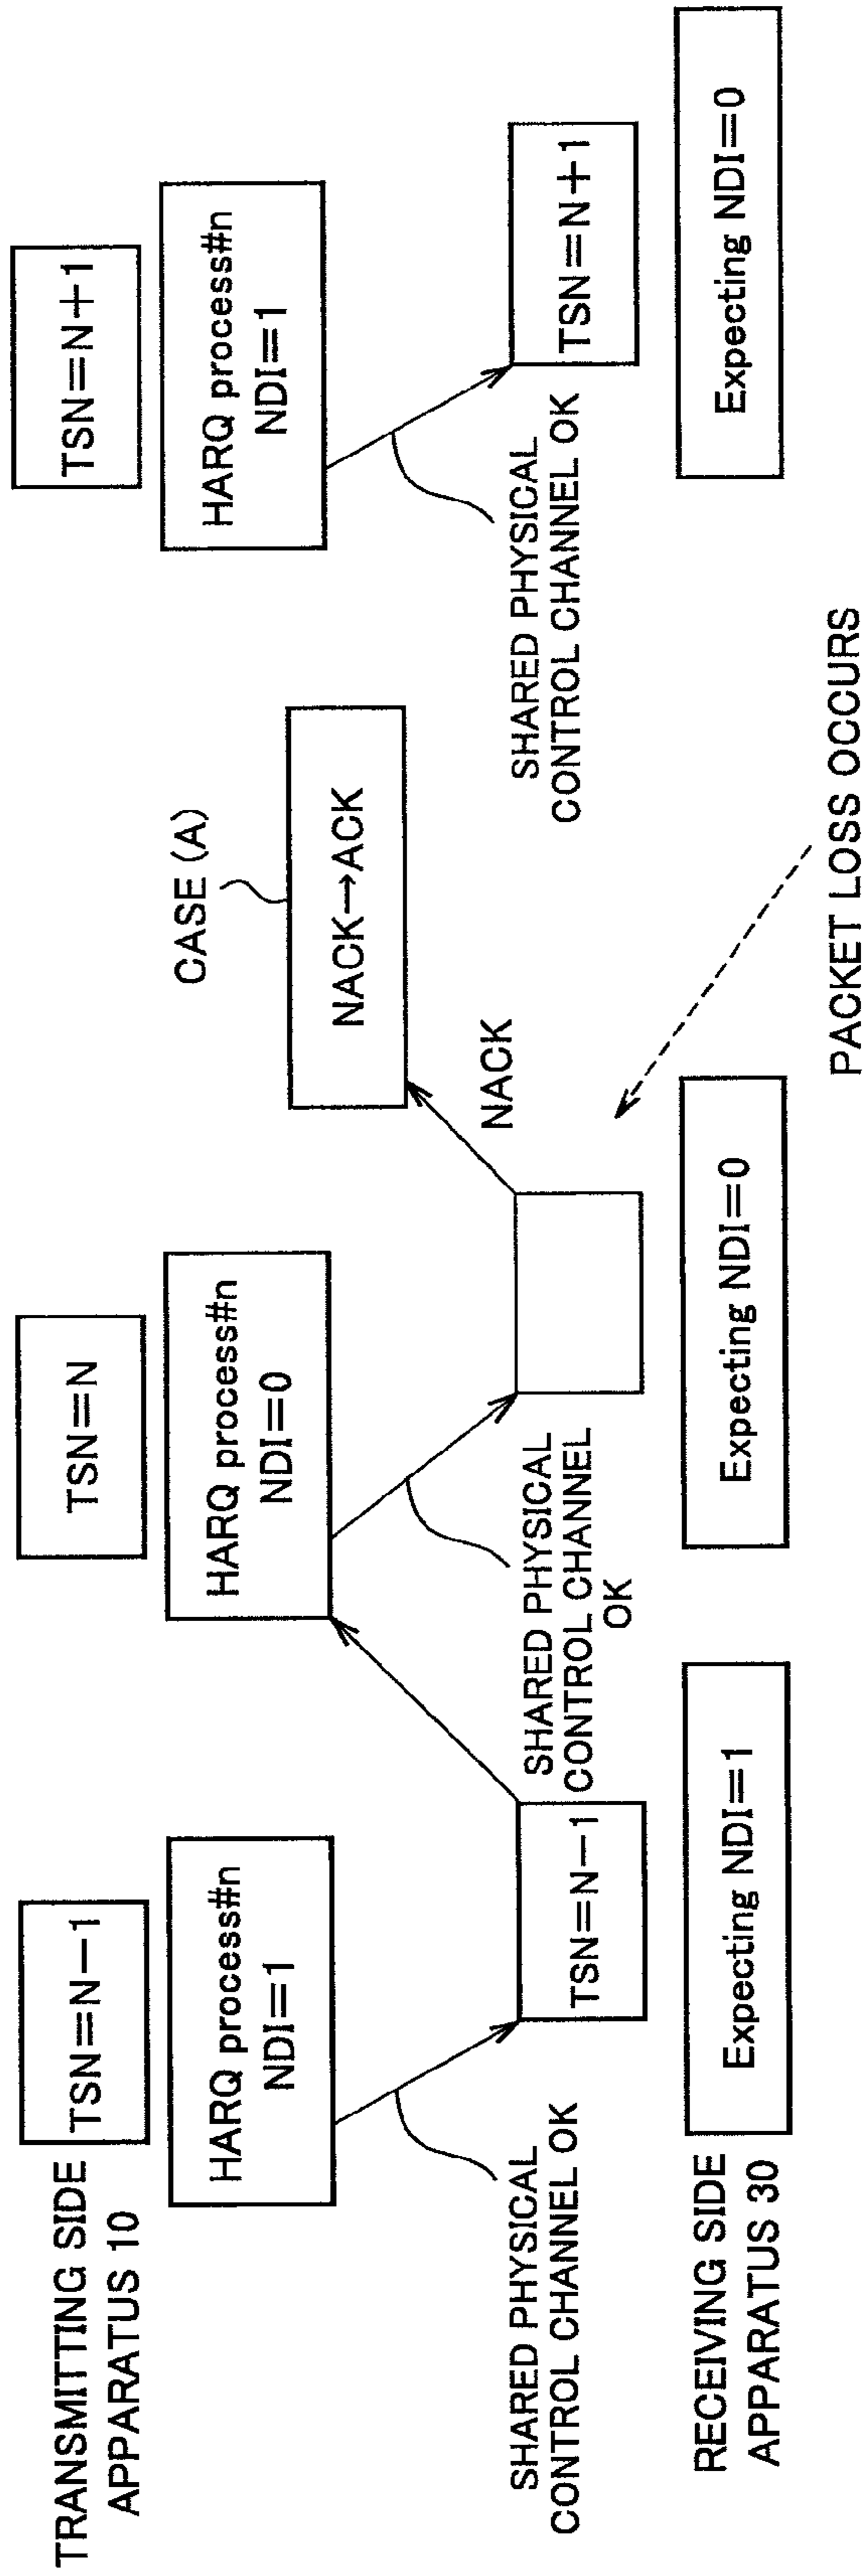 TRANSMITTING SIDE
APPARATUS 10
TSN=N−1
HARQ process#n
NDI=1
SHARED PHYSICAL
CONTROL CHANNEL OK
TSN=N−1
RECEIVING SIDE
APPARATUS 30
Expecting NDI=1
TSN=N
HARQ process#n
NDI=0
SHARED PHYSICAL
CONTROL CHANNEL
OK
Expecting NDI=0
NACK
CASE (A)
NACK→ACK
PACKET LOSS OCCURS
TSN=N+1
HARQ process#n
NDI=1
SHARED PHYSICAL
CONTROL CHANNEL OK
TSN=N+1
Expecting NDI=0